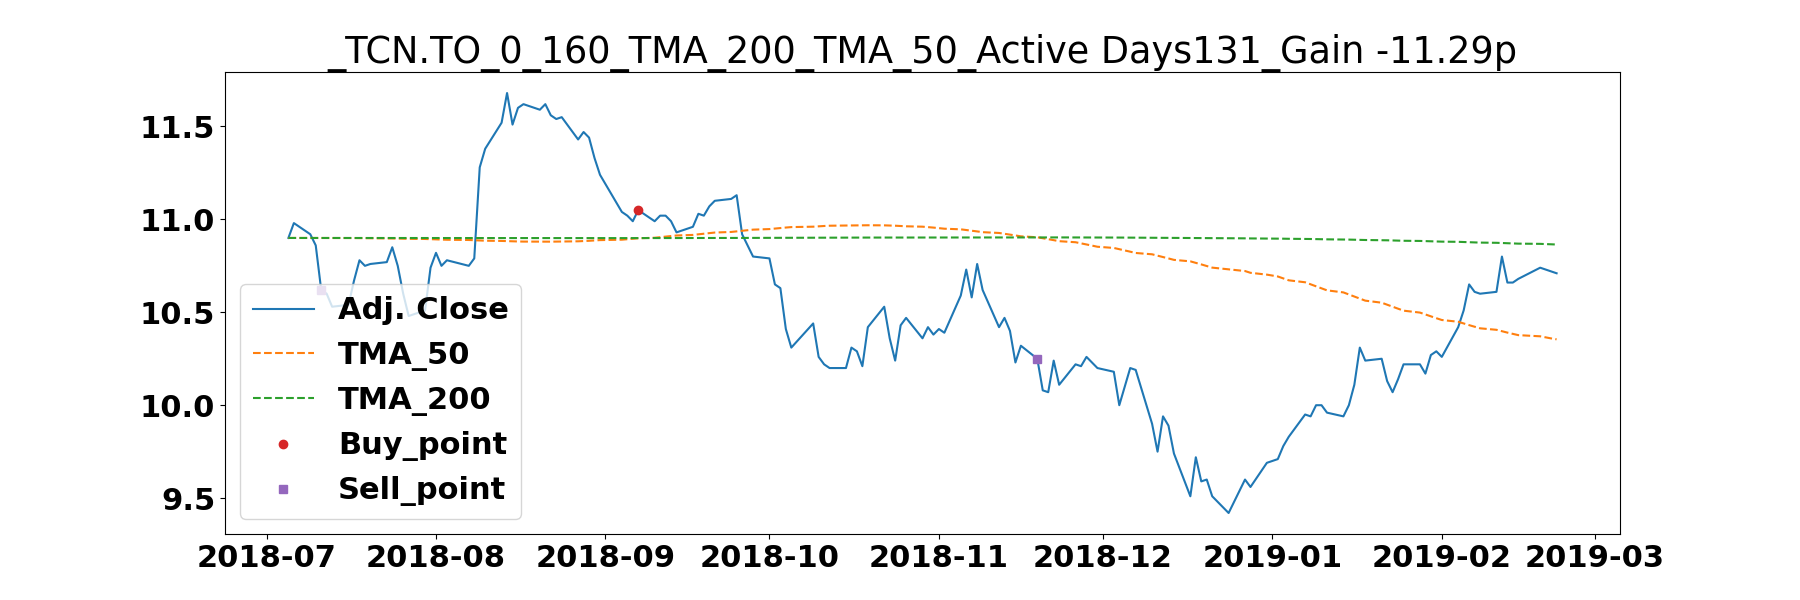 _TCN.TO_0_160_TMA_200_TMA_50_Active Days131_Gain -11.29p
11.5
11.0
10.5
10.0
9.5
Adj. Close
TMA_50
TMA_200
Buy_point
Sell_point
2018-07 2018-08 2018-09 2018-10 2018-11 2018-12 2019-01 2019-02 2019-03